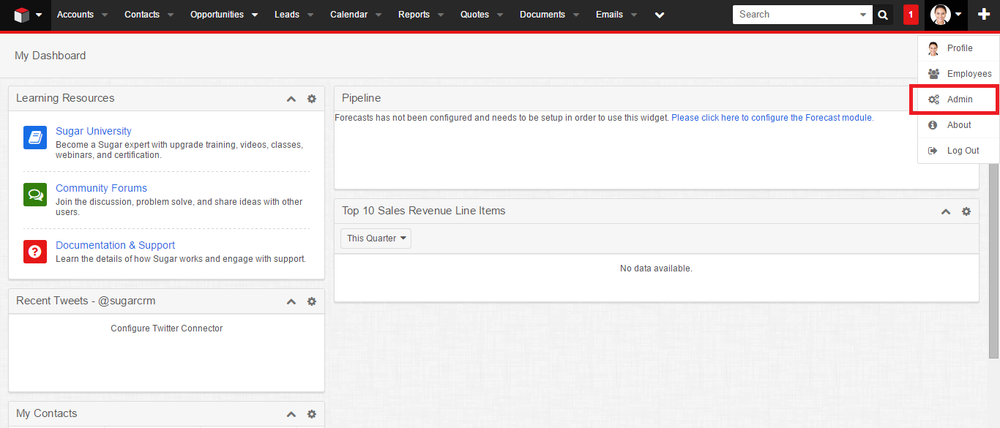 Accounts
Contacts
Opportunities
Leads
Calendar
Reports
Quotes
Documents
Emails
Search
1
My Dashboard
Profile
Employees
Admin
About
Log Out
Learning Resources
Sugar University
Become a Sugar expert with upgrade training, videos, classes,
webinars, and certification.
Community Forums
Join the discussion, problem solve, and share ideas with other
users.
Documentation & Support
Learn the details of how Sugar works and engage with support.
Recent Tweets - @sugarcrm
Configure Twitter Connector
My Contacts
Pipeline
Forecasts has not been configured and needs to be setup in order to use this widget. Please click here to configure the Forecast module.
Top 10 Sales Revenue Line Items
This Quarter
No data available.